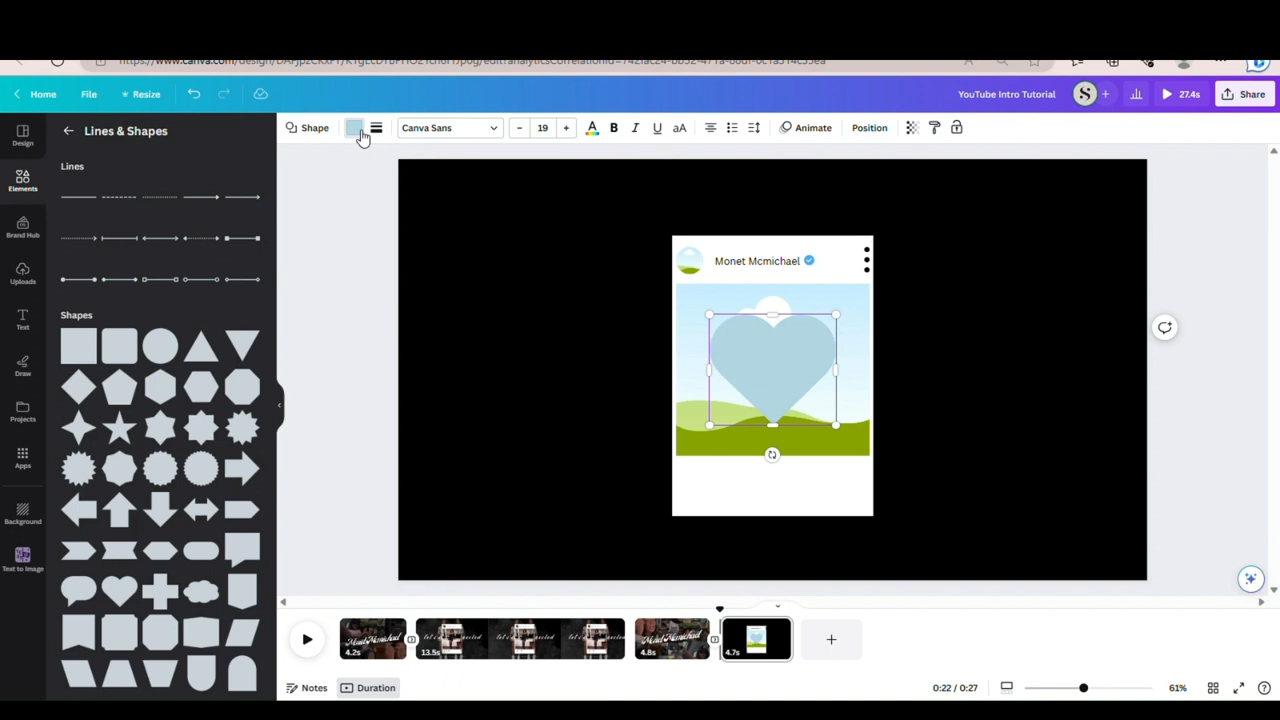 Home File Resize YouTube Intro Tutorial S + 27.4s Share
Lines & Shapes Shape Canva Sans - 19 + A B I U aA Animate Position
Design
Lines
Elements
Brand Hub
Monet Mcmichael
Uploads
Shapes
Text
Draw
Projects
Apps
Background
Text to Image
4.2s 13.5s 4.8s 4.7s +
Notes Duration 0:22 / 0:27 61%